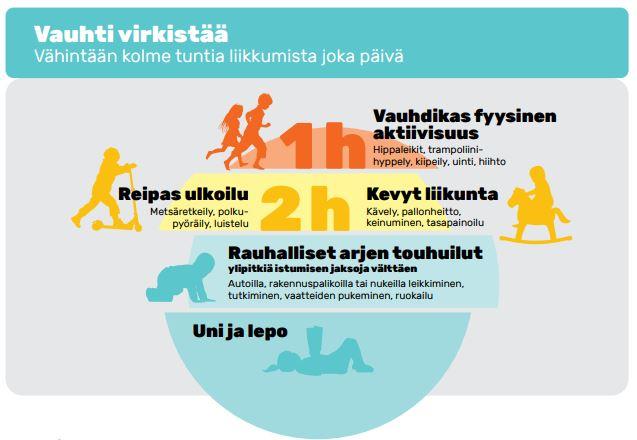 Vauhti virkistää
Vähintään kolme tuntia liikkumista joka päivä
1 h
Vauhdikas fyysinen
aktiivisuus
Hippaleikit, trampoliini-
hyppely, kiipeily, uinti, hiihto
Reipas ulkoilu
Metsäretkeily, polku-
pyöräily, luistelu
2 h
Kevyt liikunta
Kävely, pallonheitto,
keinuminen, tasapainoilu
Rauhalliset arjen touhuilut
ylipitkiä istumisen jaksoja välttäen
Autoilla, rakennuspalikoilla tai nukeilla leikkiminen,
tutkiminen, vaatteiden pukeminen, ruokailu
Uni ja lepo